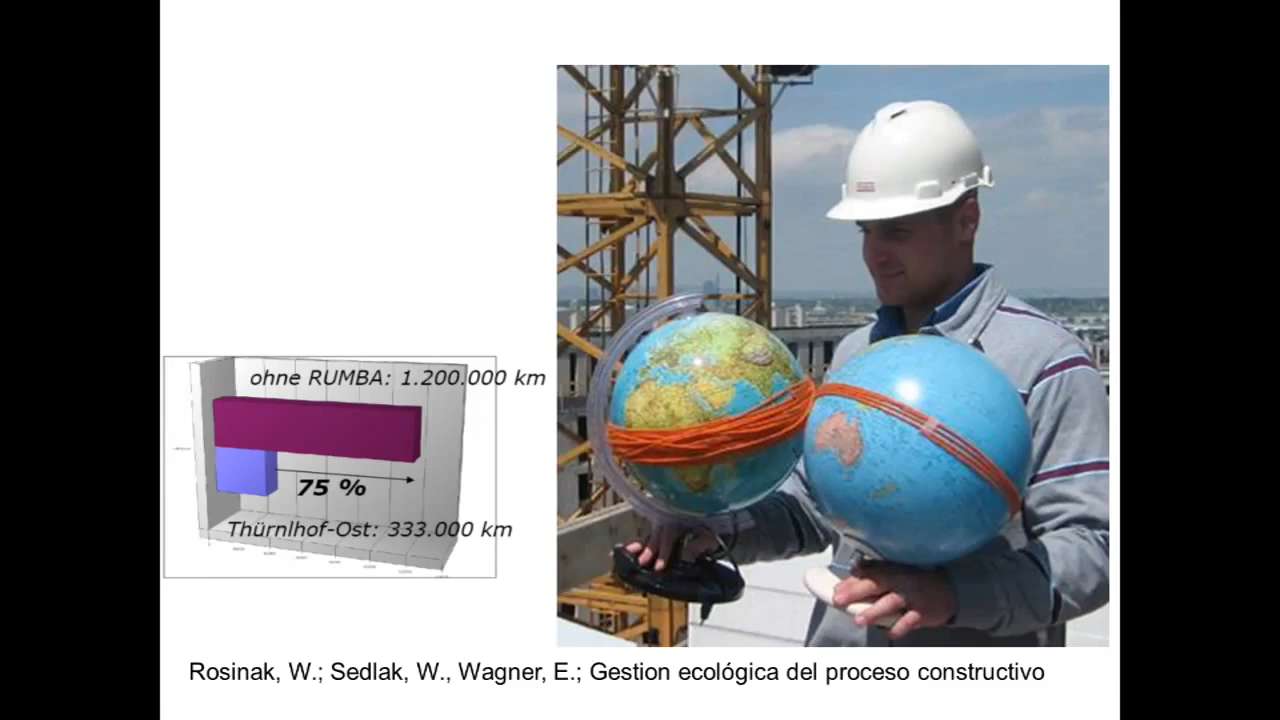 ohne RUMBA: 1.200.000 km
75 %
Thürnlhof-Ost: 333.000 km
Rosinak, W.; Sedlak, W., Wagner, E.; Gestion ecológica del proceso constructivo